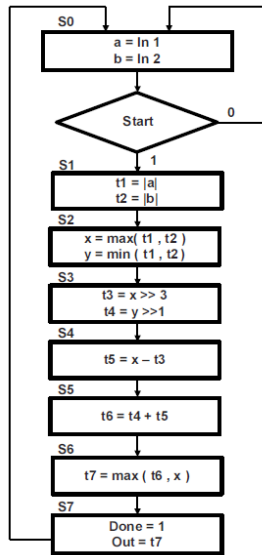 S0
a = In 1
b = In 2
Start
0
1
S1
t1 = |a|
t2 = |b|
S2
x = max( t1 , t2 )
y = min ( t1 , t2 )
S3
t3 = x >> 3
t4 = y >>1
S4
t5 = x – t3
S5
t6 = t4 + t5
S6
t7 = max ( t6 , x )
S7
Done = 1
Out = t7